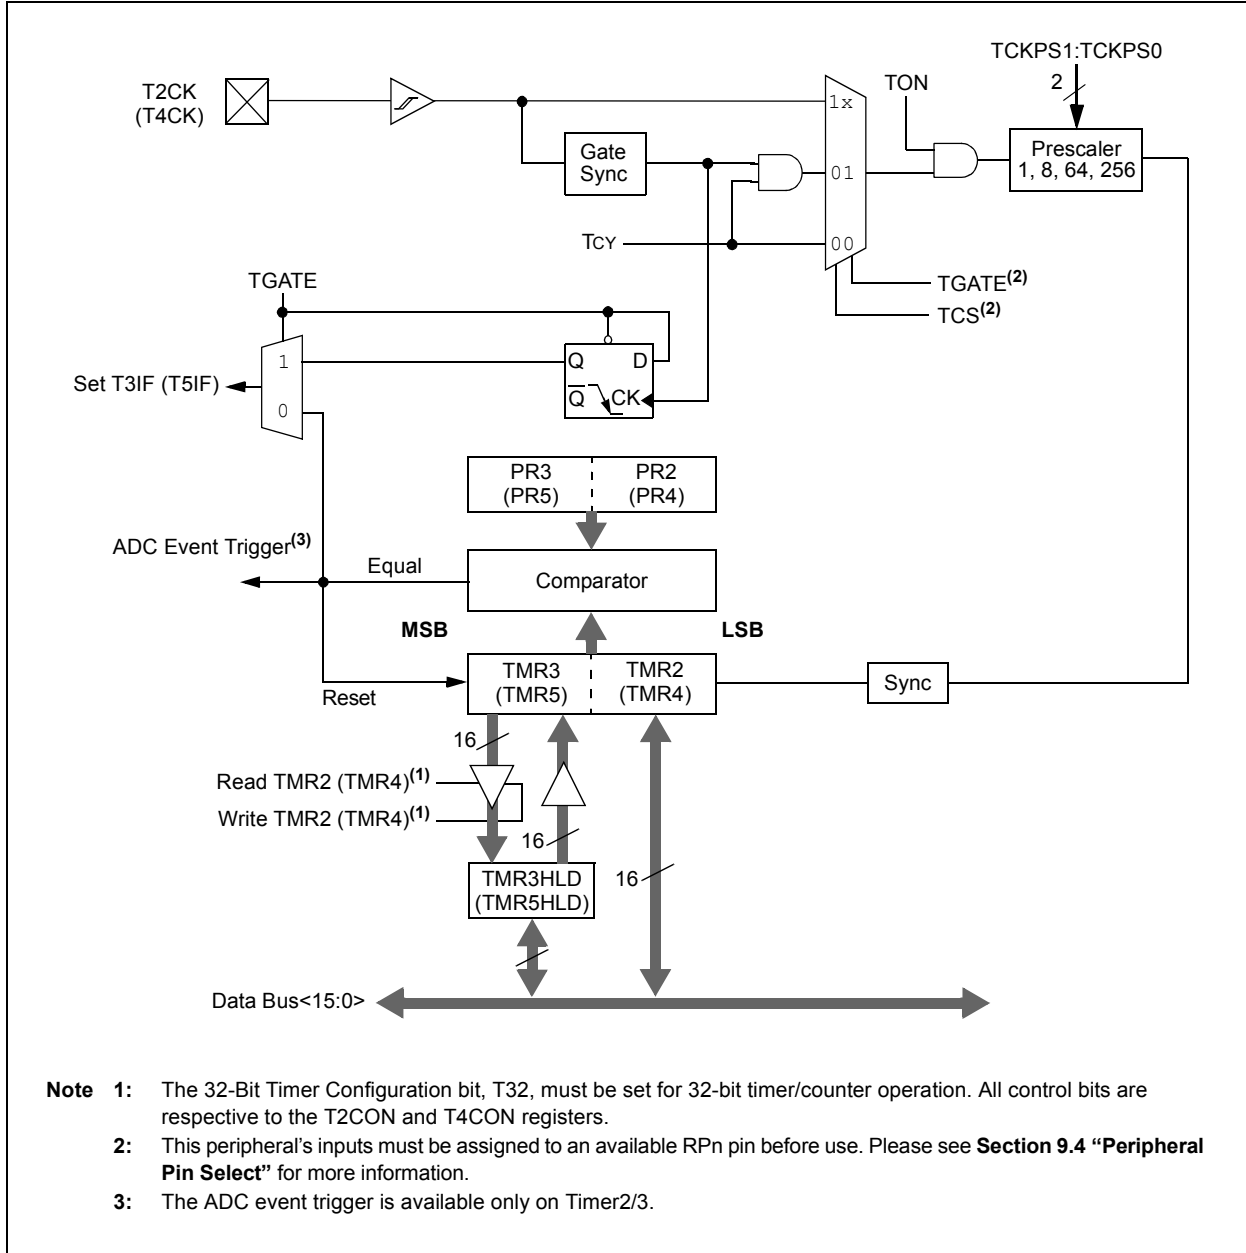 TCKPS1:TCKPS0
2
TON
T2CK
(T4CK)
1x
Gate
Sync
01
Prescaler
1, 8, 64, 256
TCY
00
TGATE
TGATE(2)
TCS(2)
1
Q
D
Set T3IF (T5IF)
Q
CK
0
PR3
(PR5)
PR2
(PR4)
ADC Event Trigger(3)
Equal
Comparator
MSB
LSB
TMR3
(TMR5)
TMR2
(TMR4)
Sync
Reset
16
Read TMR2 (TMR4)(1)
Write TMR2 (TMR4)(1)
16
TMR3HLD
(TMR5HLD)
16
Data Bus<15:0>
Note 1: The 32-Bit Timer Configuration bit, T32, must be set for 32-bit timer/counter operation. All control bits are
respective to the T2CON and T4CON registers.
2: This peripheral's inputs must be assigned to an available RPn pin before use. Please see Section 9.4 “Peripheral
Pin Select” for more information.
3: The ADC event trigger is available only on Timer2/3.